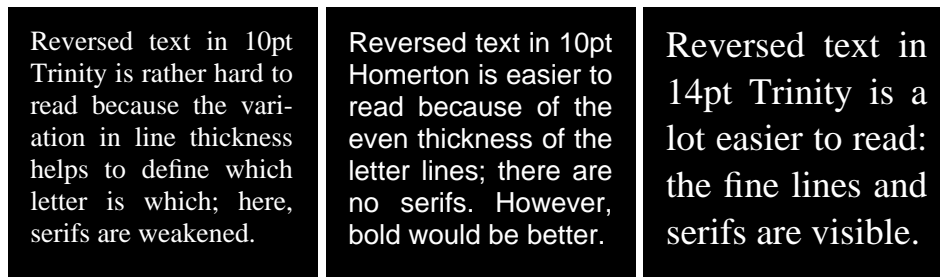 Reversed text in 10pt
Trinity is rather hard to
read because the vari-
ation in line thickness
helps to define which
letter is which; here,
serifs are weakened.
Reversed text in 10pt
Homerton is easier to
read because of the
even thickness of the
letter lines; there are
no serifs. However,
bold would be better.
Reversed text in
14pt Trinity is a
lot easier to read:
the fine lines and
serifs are visible.